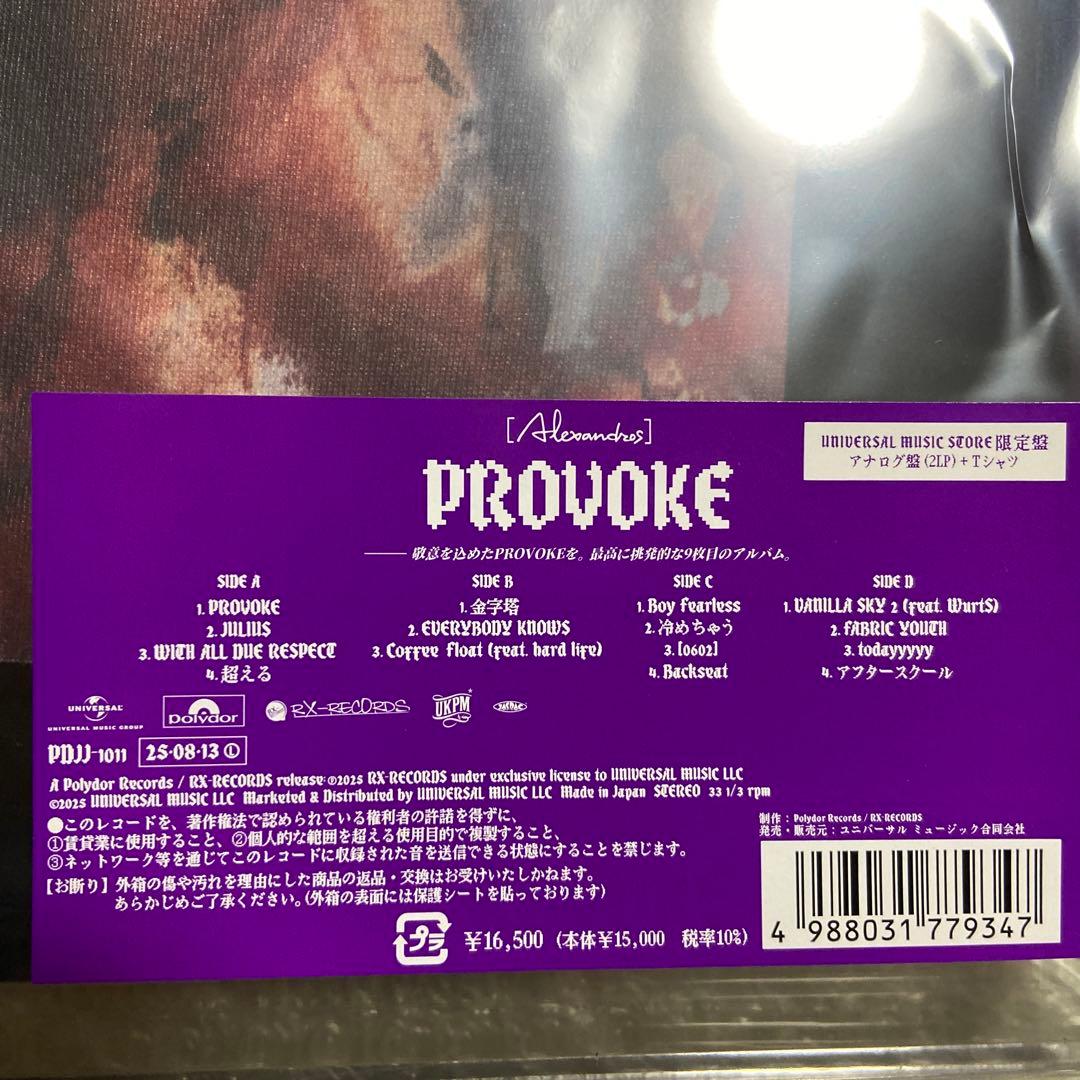 [Alexandros]
PROVOKE
UNIVERSAL MUSIC STORE 限定盤
アナログ盤(2LP)+Tシャツ
敬意を込めたPROVOKEを。最高に挑発的な9枚目のアルバム。
SIDE A
1. PROVOKE
2. JULIUS
3. WITH ALL DUE RESPECT
4. 超える
SIDE B
1. 金字塔
2. EVERYBODY KNOWS
3. Coffee Float (feat. hard life)
SIDE C
1. Boy Fearless
2. 冷めちゃう
3. [0602]
4. Backseat
SIDE D
1. VANILLA SKY 2 (feat. WurtS)
2. FABRIC YOUTH
3. todayyyyy
4. アフタースクール
UNIVERSAL
UNIVERSAL MUSIC GROUP
polydor
RX-RECORDS
UKPM
PDJJ-1011
25・08・13 Ⓛ
A Polydor Records / RX-RECORDS release: ℗2025 RX-RECORDS under exclusive license to UNIVERSAL MUSIC LLC
©2025 UNIVERSAL MUSIC LLC Marketed & Distributed by UNIVERSAL MUSIC LLC Made in Japan STEREO 33 1/3 rpm
●このレコードを、著作権法で認められている権利者の許諾を得ずに、
①賃貸業に使用すること、②個人的な範囲を超える使用目的で複製すること、
③ネットワーク等を通じてこのレコードに収録された音を送信できる状態にすることを禁じます。
【お断り】外箱の傷や汚れを理由にした商品の返品・交換はお受けいたしかねます。
あらかじめご了承ください。(外箱の表面には保護シートを貼っております)
制作:Polydor Records / RX-RECORDS
発売・販売元:ユニバーサル ミュージック合同会社
プラ
¥16,500 (本体¥15,000 税率10%)
4 988031 779347